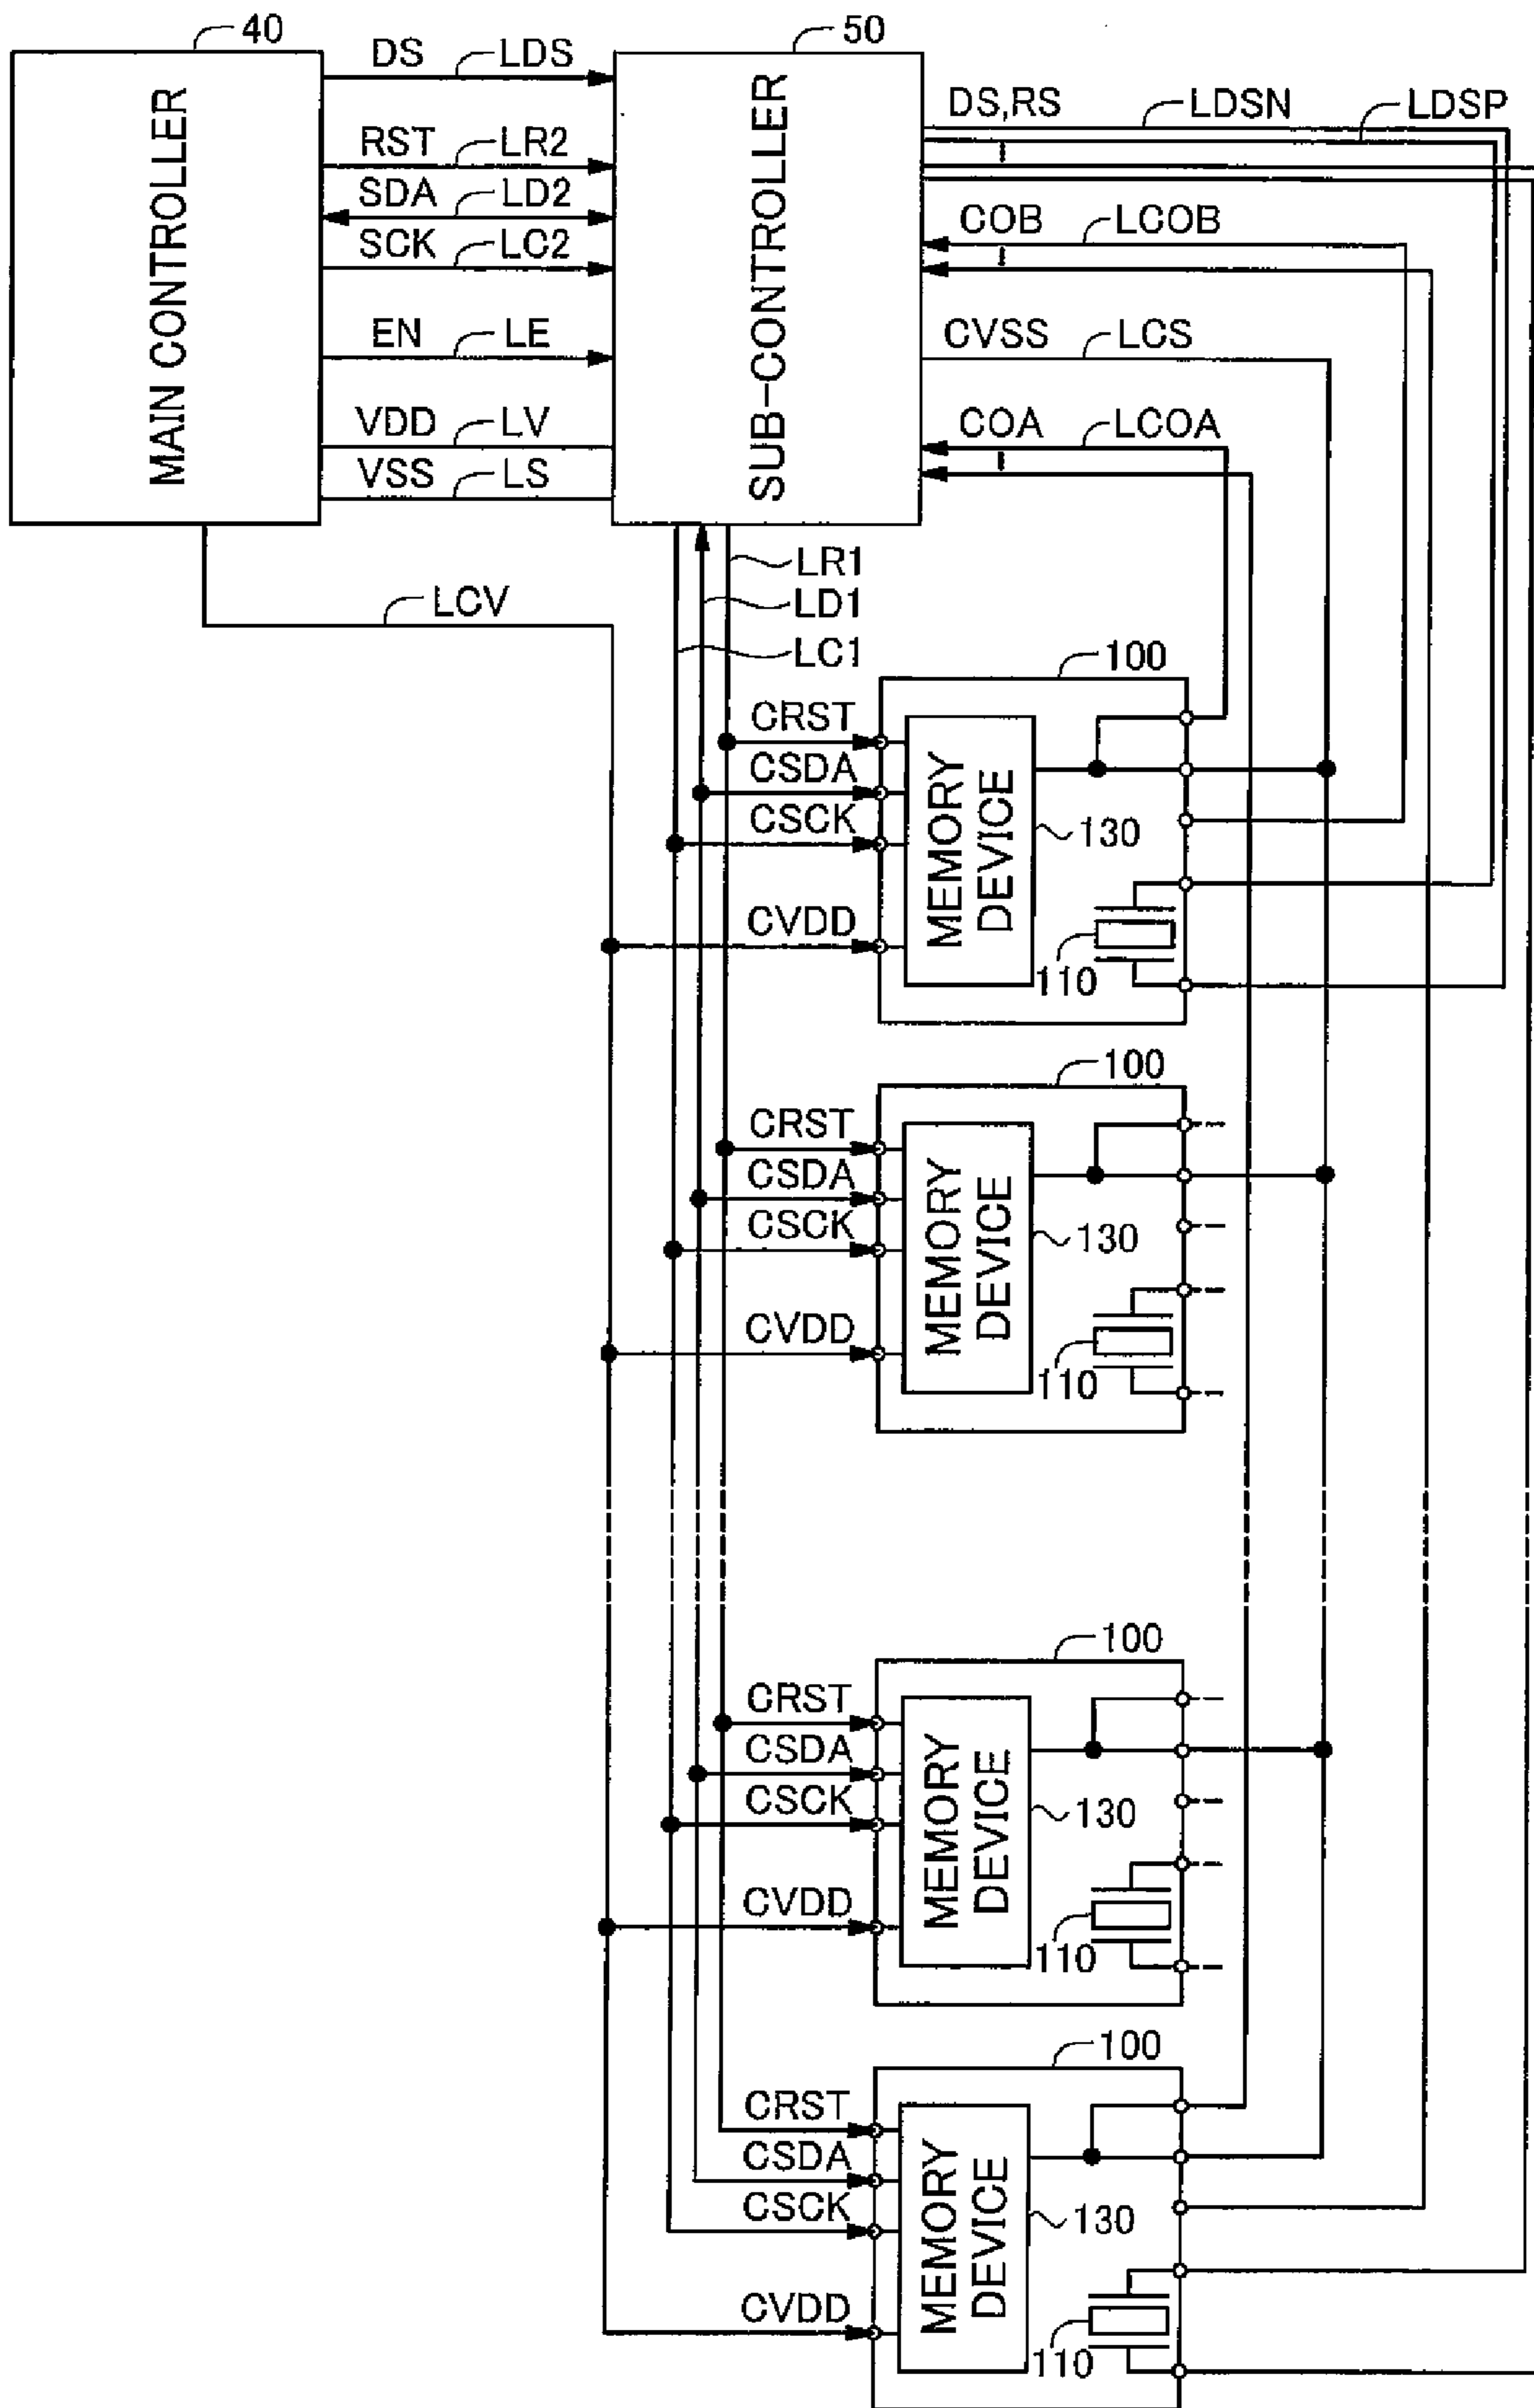 40
50
MAIN CONTROLLER
SUB-CONTROLLER
DS LDS
RST LR2
SDA LD2
SCK LC2
EN LE
VDD LV
VSS LS
LCV
DS,RS LDSN LDSP
COB LCOB
CVSS LCS
COA LCOA
LR1
LD1
LC1
100
CRST
CSDA
CSCK
CVDD
MEMORY
DEVICE
130
110
100
CRST
CSDA
CSCK
CVDD
MEMORY
DEVICE
130
110
100
CRST
CSDA
CSCK
CVDD
MEMORY
DEVICE
130
110
100
CRST
CSDA
CSCK
CVDD
MEMORY
DEVICE
130
110